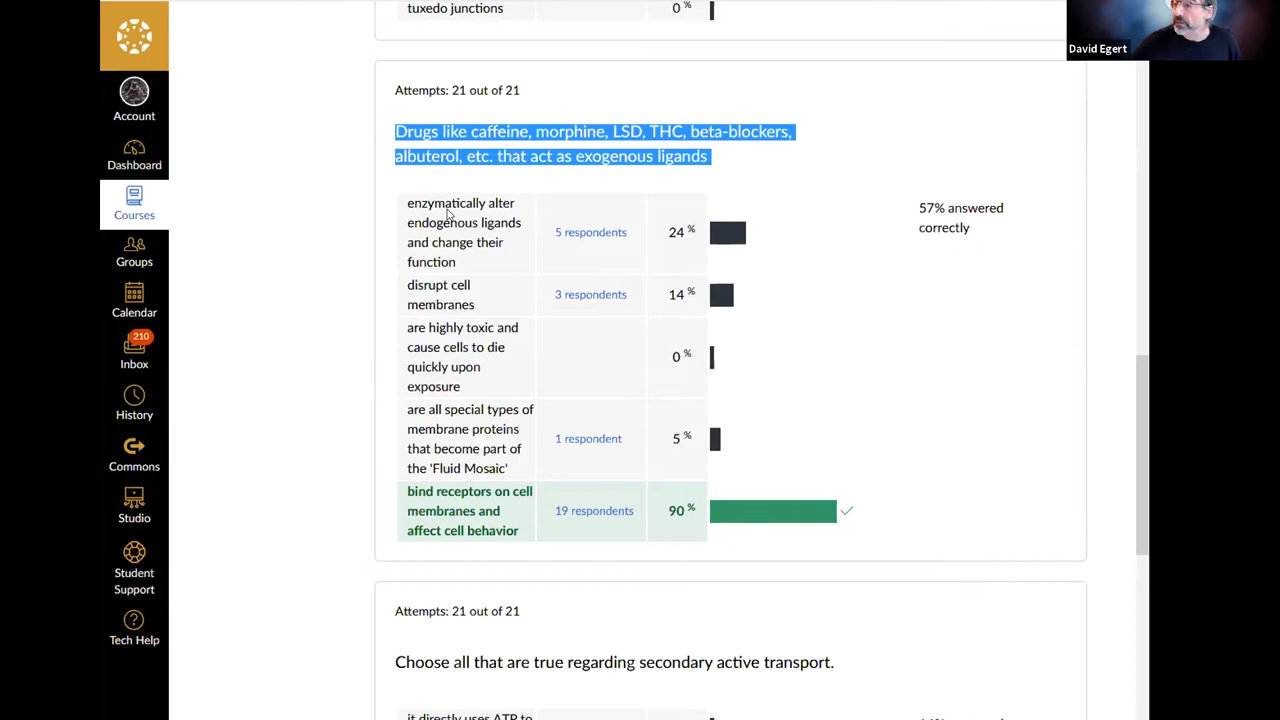 tuxedo junctions
0 %
David Egert
Account
Dashboard
Courses
Groups
Calendar
210
Inbox
History
Commons
Studio
Student
Support
Tech Help
Attempts: 21 out of 21
Drugs like caffeine, morphine, LSD, THC, beta-blockers,
albuterol, etc. that act as exogenous ligands
enzymatically alter
endogenous ligands
and change their
function
5 respondents
24 %
57% answered
correctly
disrupt cell
membranes
3 respondents
14 %
are highly toxic and
cause cells to die
quickly upon
exposure
0 %
are all special types of
membrane proteins
that become part of
the 'Fluid Mosaic'
1 respondent
5 %
bind receptors on cell
membranes and
affect cell behavior
19 respondents
90 %
Attempts: 21 out of 21
Choose all that are true regarding secondary active transport.
it directly uses ATP to